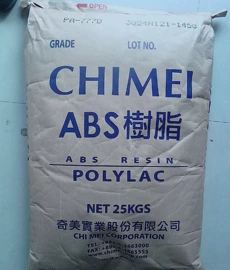 OPEN
PA-777D
GRADE LOT NO.
CHIMEI
ABS樹脂
ABS RESIN
POLYLAC
NET 25KGS
奇美實業股份有限公司
CHI MEI CORPORATION